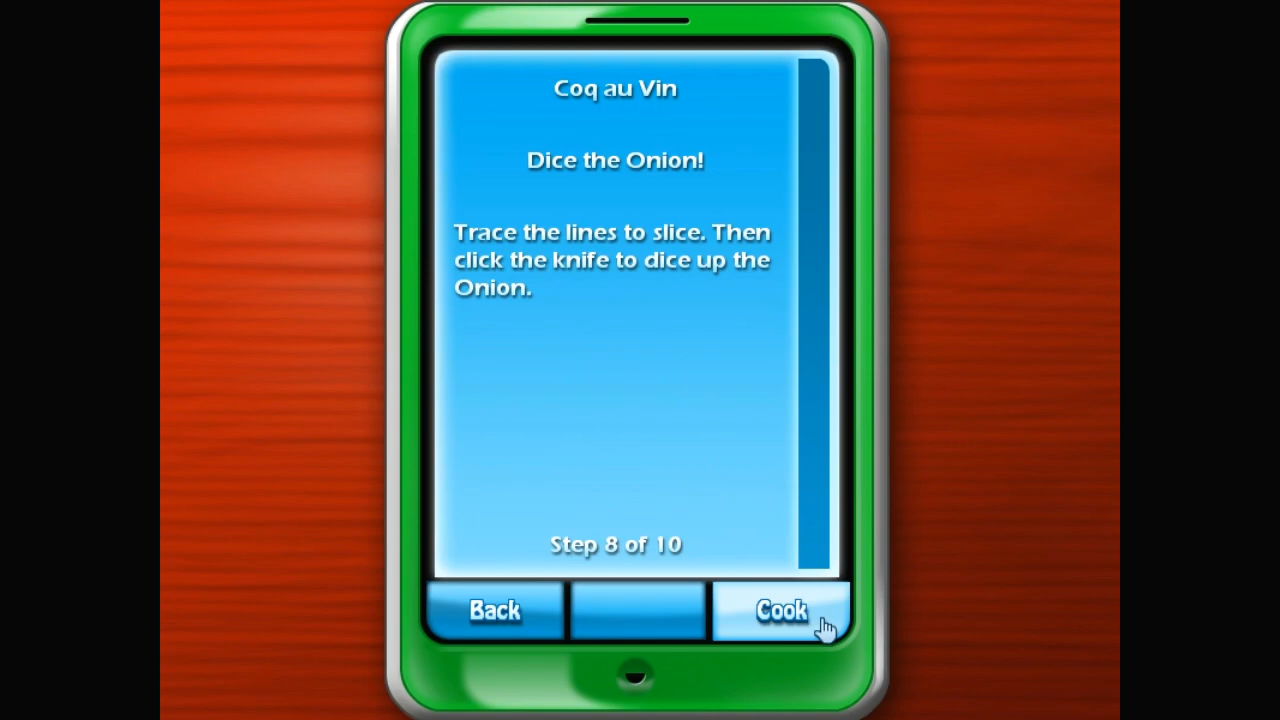 Coq au Vin
Dice the Onion!
Trace the lines to slice. Then
click the knife to dice up the
Onion.
Step 8 of 10
Back
Cook